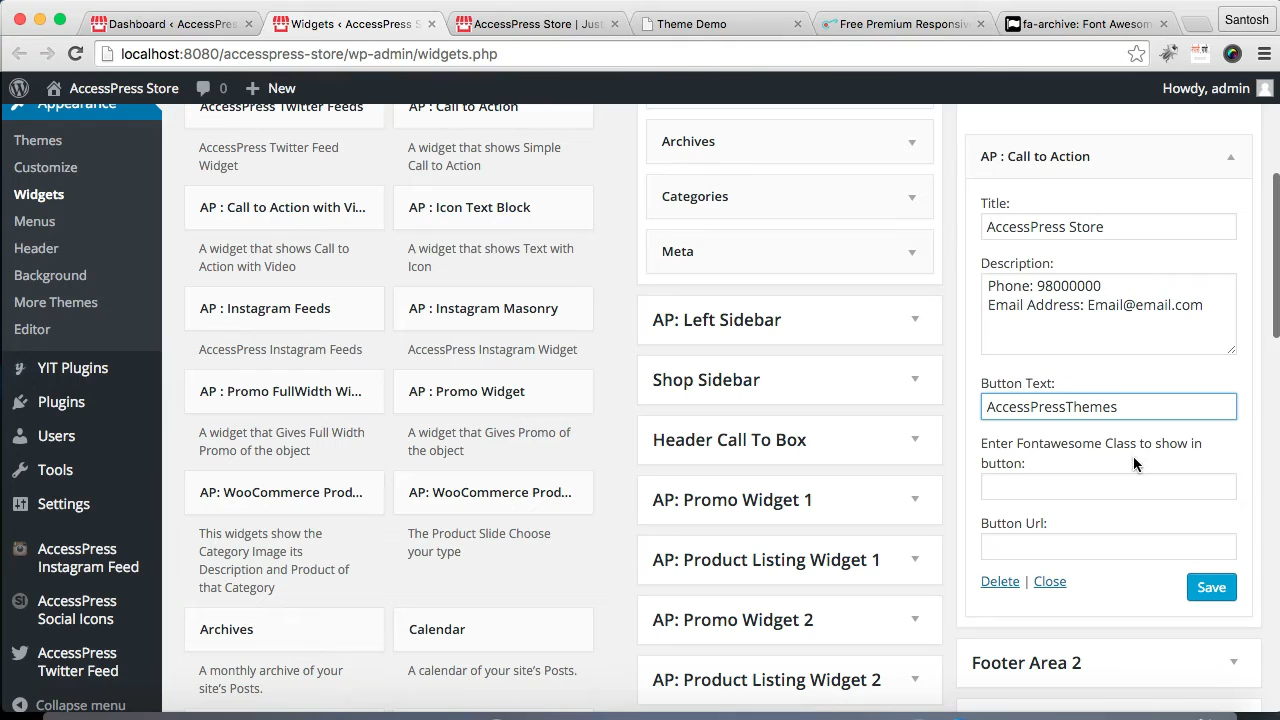 Dashboard ‹ AccessPres
Widgets ‹ AccessPress S
AccessPress Store | Just
Theme Demo
Free Premium Responsiv
fa-archive: Font Aweson
Santosh
localhost:8080/accesspress-store/wp-admin/widgets.php
AccessPress Store
0
New
Howdy, admin
Appearance
Themes
Customize
Widgets
Menus
Header
Background
More Themes
Editor
YIT Plugins
Plugins
Users
Tools
Settings
AccessPress
Instagram Feed
AccessPress
Social Icons
AccessPress
Twitter Feed
Collapse menu
AccessPress Twitter Feeds
AccessPress Twitter Feed
Widget
AP : Call to Action
A widget that shows Simple
Call to Action
AP : Call to Action with Vi...
A widget that shows Call to
Action with Video
AP : Icon Text Block
A widget that shows Text with
Icon
AP : Instagram Feeds
AccessPress Instagram Feeds
AP : Instagram Masonry
AccessPress Instagram Widget
AP : Promo FullWidth Wi...
A widget that Gives Full Width
Promo of the object
AP : Promo Widget
A widget that Gives Promo of
the object
AP: WooCommerce Prod...
This widgets show the
Category Image its
Description and Product of
that Category
AP: WooCommerce Prod...
The Product Slide Choose
your type
Archives
A monthly archive of your
site's Posts.
Calendar
A calendar of your site's Posts.
Archives
Categories
Meta
AP: Left Sidebar
Shop Sidebar
Header Call To Box
AP: Promo Widget 1
AP: Product Listing Widget 1
AP: Promo Widget 2
AP: Product Listing Widget 2
AP : Call to Action
Title:
AccessPress Store
Description:
Phone: 98000000
Email Address: Email@email.com
Button Text:
AccessPressThemes
Enter Fontawesome Class to show in
button:
Button Url:
Delete | Close
Save
Footer Area 2